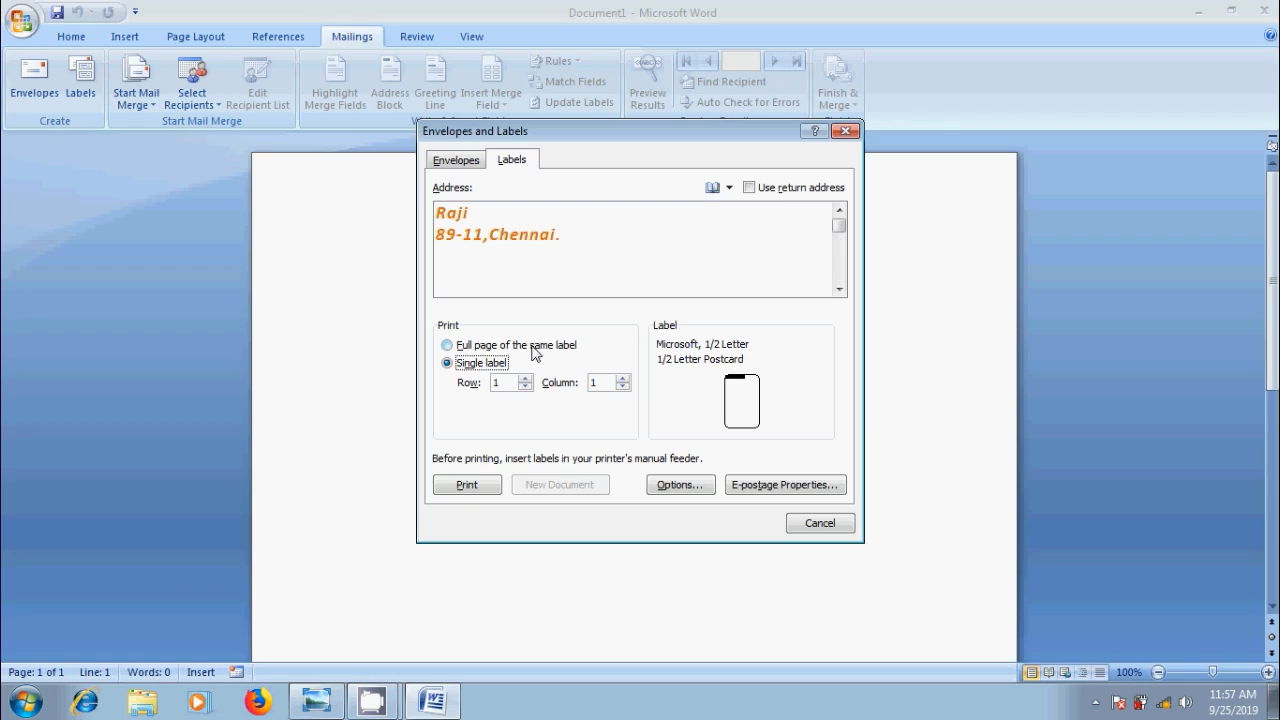 Document1 - Microsoft Word
Home Insert Page Layout References Mailings Review View
Envelopes Labels
Create
Start Mail Merge
Select Recipients
Edit Recipient List
Start Mail Merge
Highlight Merge Fields
Address Block
Greeting Line
Insert Merge Field
Rules
Match Fields
Update Labels
Preview Results
Find Recipient
Auto Check for Errors
Finish & Merge
Envelopes and Labels
Envelopes Labels
Address:
Use return address
Raji
89-11,Chennai.
Print
Full page of the same label
Single label
Row: 1 Column: 1
Label
Microsoft, 1/2 Letter
1/2 Letter Postcard
Before printing, insert labels in your printer's manual feeder.
Print New Document Options... E-postage Properties...
Cancel
Page: 1 of 1 Line: 1 Words: 0 Insert 100%
11:57 AM
9/25/2019